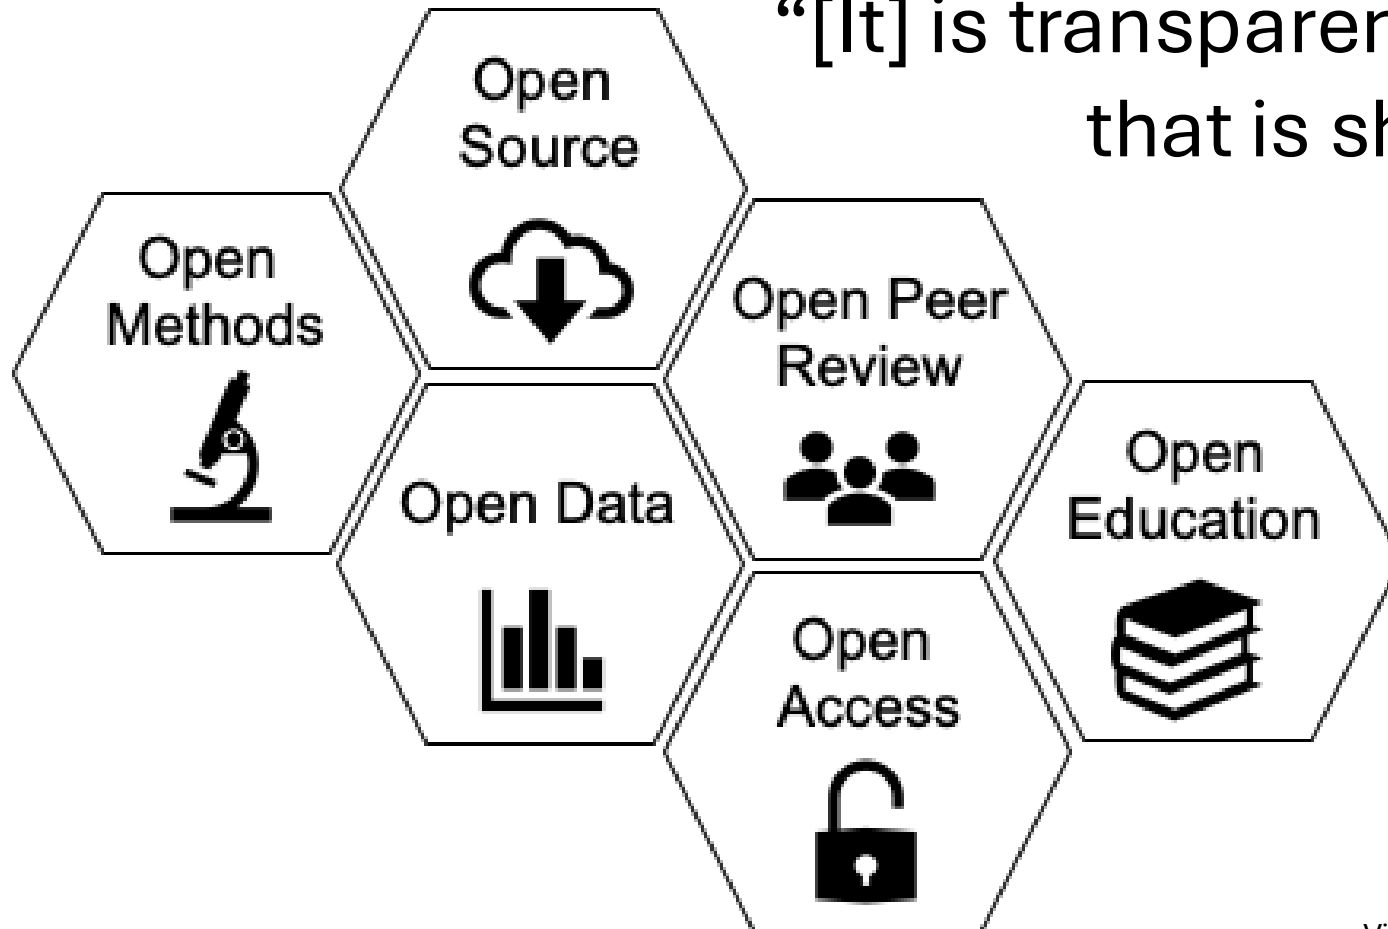 “[It] is transparen
that is sh
Open
Source
Open
Methods
Open Peer
Review
Open
Education
Open Data
Open
Access
Vi